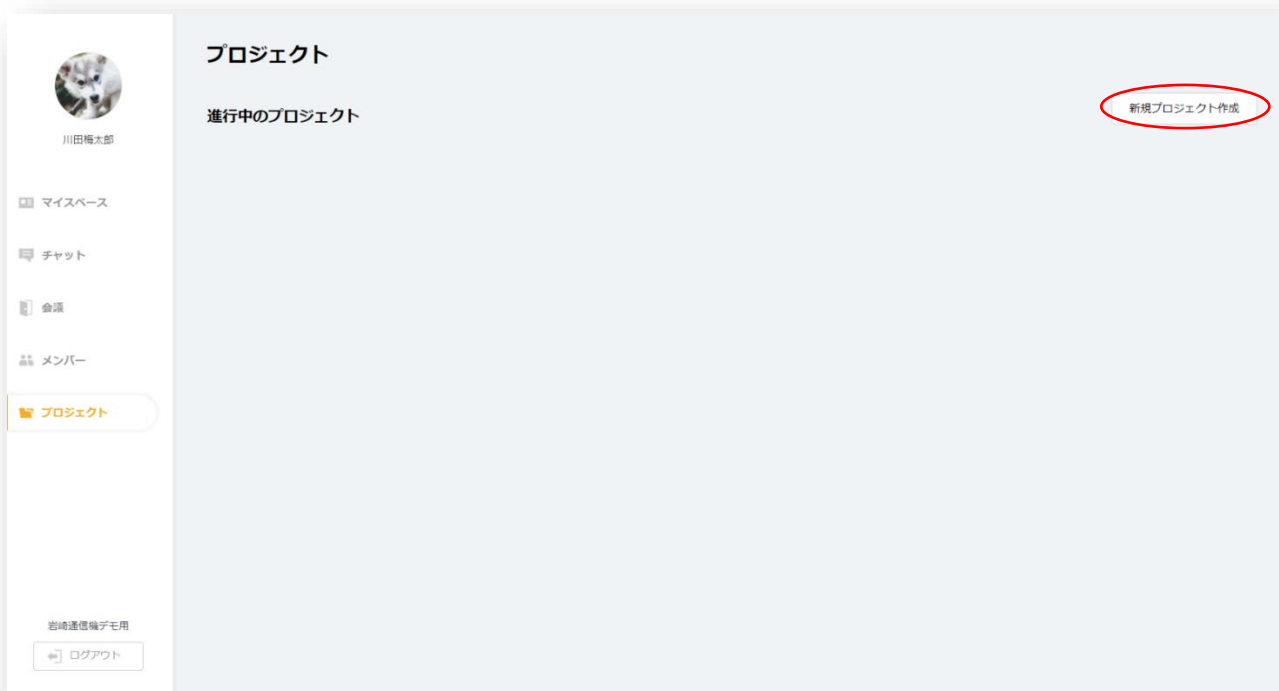 プロジェクト
進行中のプロジェクト
新規プロジェクト作成
川田梅太郎
マイスペース
チャット
会議
メンバー
プロジェクト
岩崎通信機デモ用
ログアウト